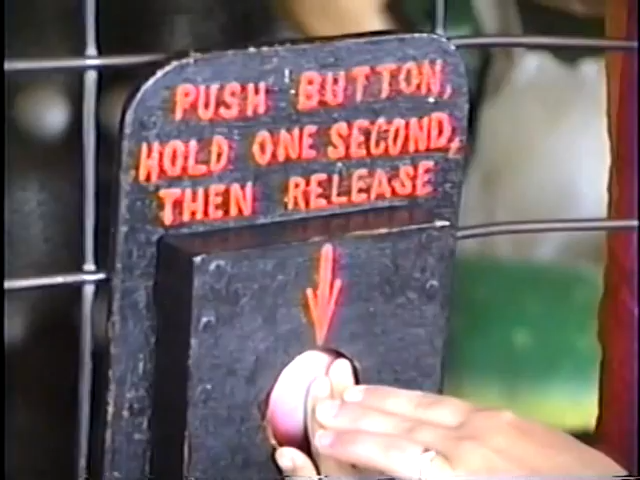 PUSH BUTTON,
HOLD ONE SECOND,
THEN RELEASE